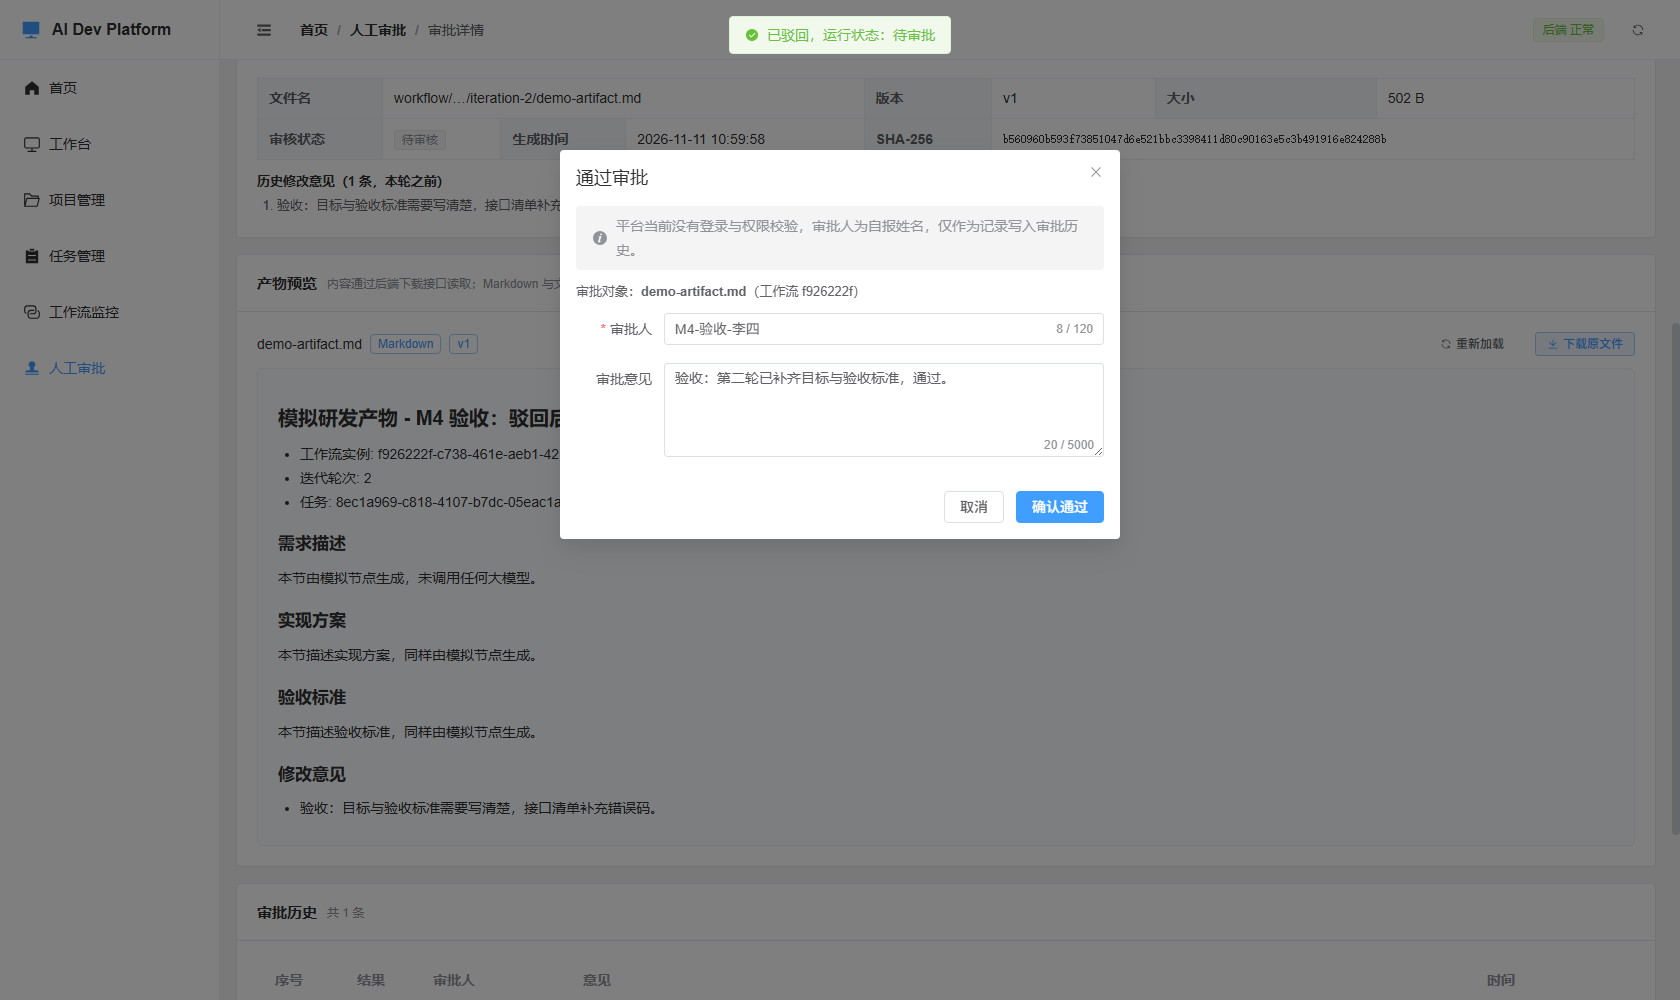 AI Dev Platform
首页 / 人工审批 / 审批详情
已驳回，运行状态：待审批
后端 正常
首页
工作台
项目管理
任务管理
工作流监控
人工审批
文件名 workflow/…/iteration-2/demo-artifact.md 版本 v1 大小 502 B
审核状态 待审核 生成时间 2026-11-11 10:59:58 SHA-256 b560960b593f73851047d6e521bbc3398411d80c90163e5c3b491916e824288b
历史修改意见（1 条，本轮之前）
1. 验收：目标与验收标准需要写清楚，接口清单补充
产物预览 内容通过后端下载接口读取；Markdown 与文
demo-artifact.md Markdown v1 重新加载 下载原文件
模拟研发产物 - M4 验收：驳回后
工作流实例: f926222f-c738-461e-aeb1-42
迭代轮次: 2
任务: 8ec1a969-c818-4107-b7dc-05eac1a
需求描述
本节由模拟节点生成，未调用任何大模型。
实现方案
本节描述实现方案，同样由模拟节点生成。
验收标准
本节描述验收标准，同样由模拟节点生成。
修改意见
验收：目标与验收标准需要写清楚，接口清单补充错误码。
审批历史 共 1 条
序号 结果 审批人 意见 时间
通过审批
平台当前没有登录与权限校验，审批人为自报姓名，仅作为记录写入审批历
史。
审批对象：demo-artifact.md（工作流 f926222f）
* 审批人 M4-验收-李四 8 / 120
审批意见 验收：第二轮已补齐目标与验收标准，通过。
20 / 5000
取消 确认通过